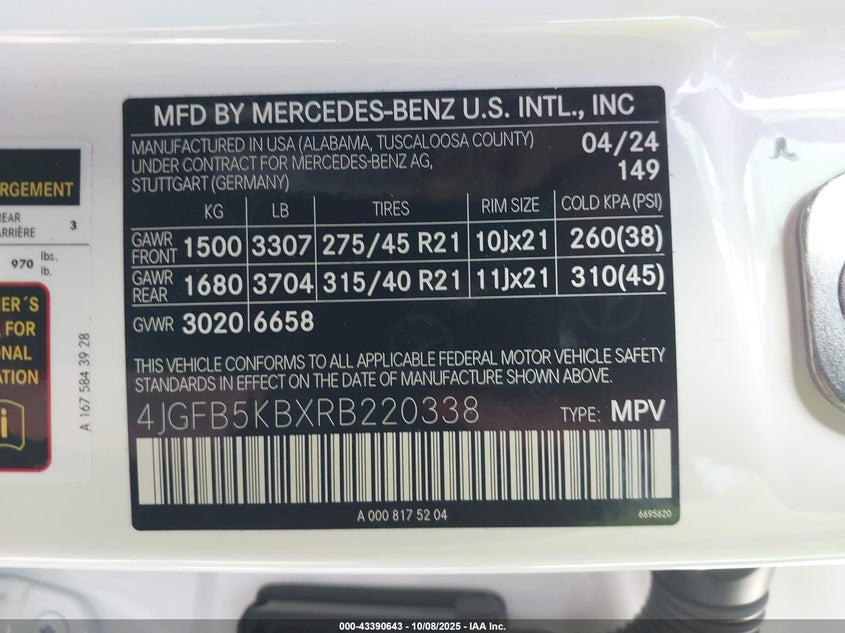 MFD BY MERCEDES-BENZ U.S. INTL., INC
MANUFACTURED IN USA (ALABAMA, TUSCALOOSA COUNTY) 04/24
UNDER CONTRACT FOR MERCEDES-BENZ AG, 149
STUTTGART (GERMANY)
KG LB TIRES RIM SIZE COLD KPA (PSI)
GAWR FRONT 1500 3307 275/45 R21 10Jx21 260(38)
GAWR REAR 1680 3704 315/40 R21 11Jx21 310(45)
GVWR 3020 6658
THIS VEHICLE CONFORMS TO ALL APPLICABLE FEDERAL MOTOR VEHICLE SAFETY
STANDARDS IN EFFECT ON THE DATE OF MANUFACTURE SHOWN ABOVE.
4JGFB5KBXRB220338 TYPE: MPV
A 000 817 52 04 6695620
RGEMENT
REAR
ARRIÈRE 3
970 lbs.
lb.
ER´S
FOR
ONAL
ATION
i
A 167 584 39 28
000-43390643 - 10/08/2025 - IAA Inc.